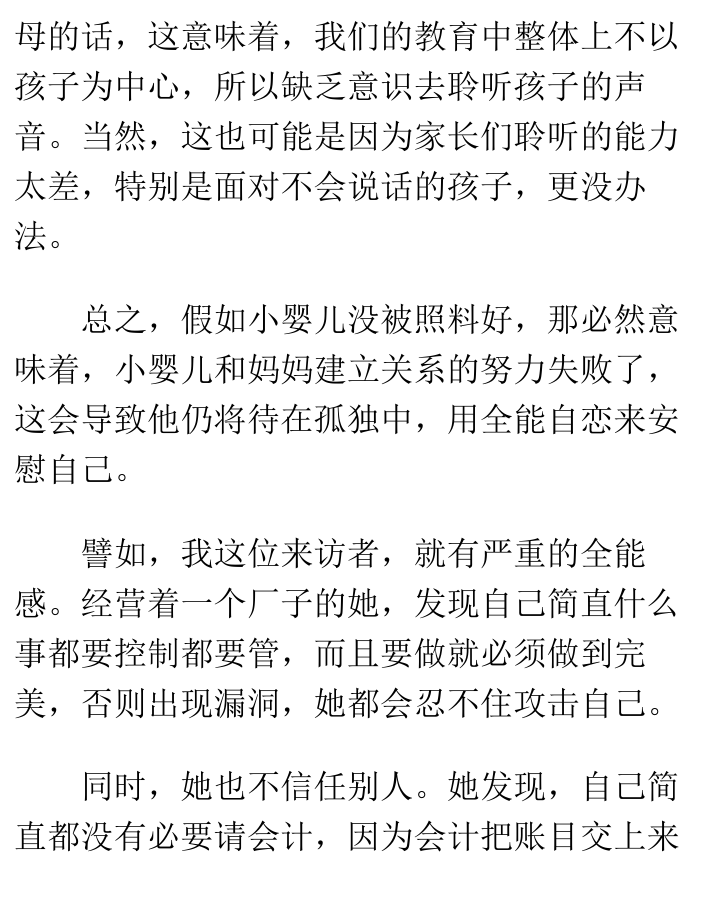 母的话，这意味着，我们的教育中整体上不以
孩子为中心，所以缺乏意识去聆听孩子的声
音。当然，这也可能是因为家长们聆听的能力
太差，特别是面对不会说话的孩子，更没办
法。
总之，假如小婴儿没被照料好，那必然意
味着，小婴儿和妈妈建立关系的努力失败了，
这会导致他仍将待在孤独中，用全能自恋来安
慰自己。
譬如，我这位来访者，就有严重的全能
感。经营着一个厂子的她，发现自己简直什么
事都要控制都要管，而且要做就必须做到完
美，否则出现漏洞，她都会忍不住攻击自己。
同时，她也不信任别人。她发现，自己简
直都没有必要请会计，因为会计把账目交上来